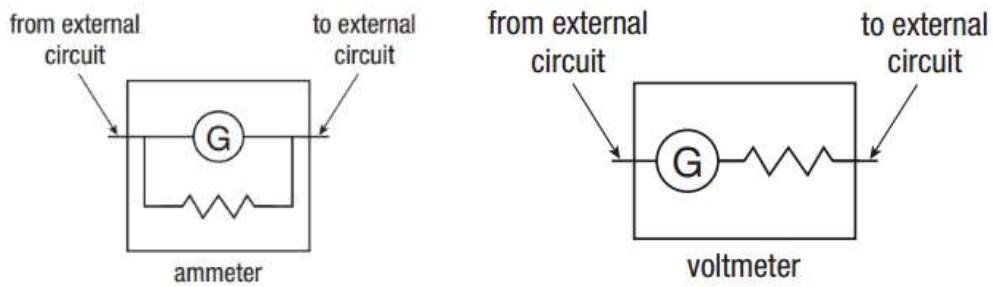 from external
circuit
to external
circuit
G
ammeter
from external
circuit
to external
circuit
G
voltmeter